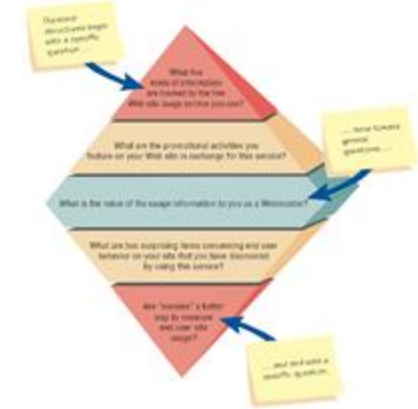 The dual
structure begins
with a specific
question ...
What five
kinds of information
are tracked by the free
Web site usage service you use?
What are the promotional activities you
feature on your Web site in exchange for this service?
... now toward
general
questions ...
What is the value of the usage information to you as a Webmaster?
What are two surprising items concerning end user
behavior on your site that you have discovered
by using this service?
Are "cookies" a better
way to measure
end user site
usage?
... and end with a
specific question.